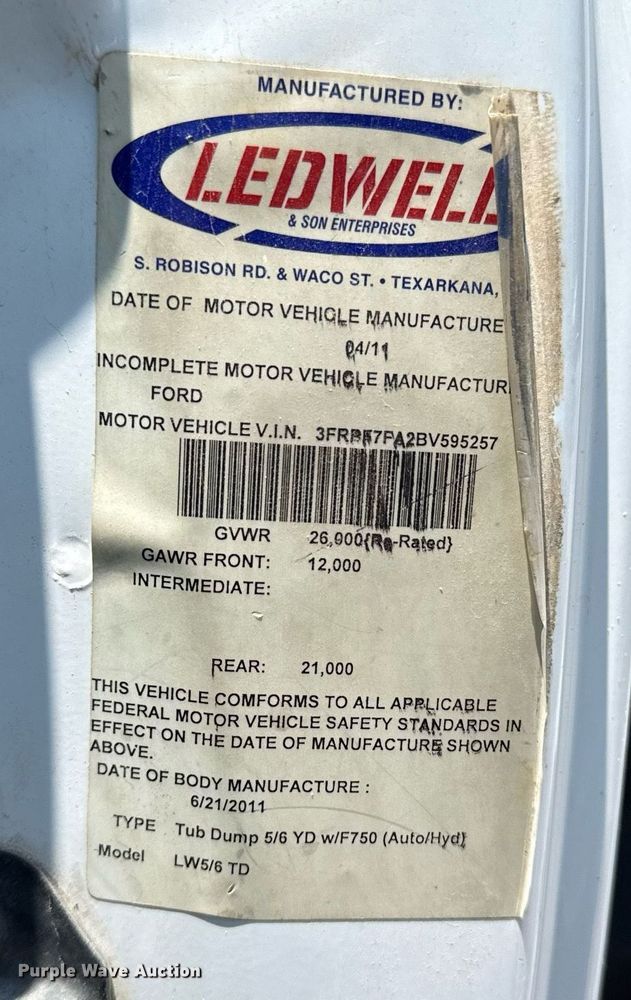 MANUFACTURED BY:
LEDWELL
& SON ENTERPRISES
S. ROBISON RD. & WACO ST. • TEXARKANA,
DATE OF MOTOR VEHICLE MANUFACTURE
04/11
INCOMPLETE MOTOR VEHICLE MANUFACTUR
FORD
MOTOR VEHICLE V.I.N. 3FRPF7PA2BV595257
GVWR 26,000{Re-Rated}
GAWR FRONT: 12,000
INTERMEDIATE:
REAR: 21,000
THIS VEHICLE COMFORMS TO ALL APPLICABLE
FEDERAL MOTOR VEHICLE SAFETY STANDARDS IN
EFFECT ON THE DATE OF MANUFACTURE SHOWN
ABOVE.
DATE OF BODY MANUFACTURE :
6/21/2011
TYPE Tub Dump 5/6 YD w/F750 (Auto/Hyd)
Model LW5/6 TD
Purple Wave Auction